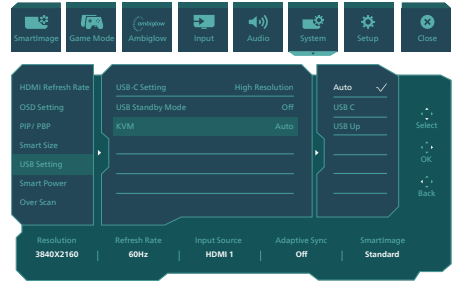 ambiglow
SmartImage Game Mode Ambiglow Input Audio System Setup Close
HDMI Refresh Rate USB-C Setting High Resolution Auto
OSD Setting USB Standby Mode Off USB C
PIP/ PBP KVM Auto USB Up Select
Smart Size
USB Setting OK
Smart Power Back
Over Scan
Resolution Refresh Rate Input Source Adaptive Sync SmartImage
3840X2160 | 60Hz | HDMI 1 | Off | Standard